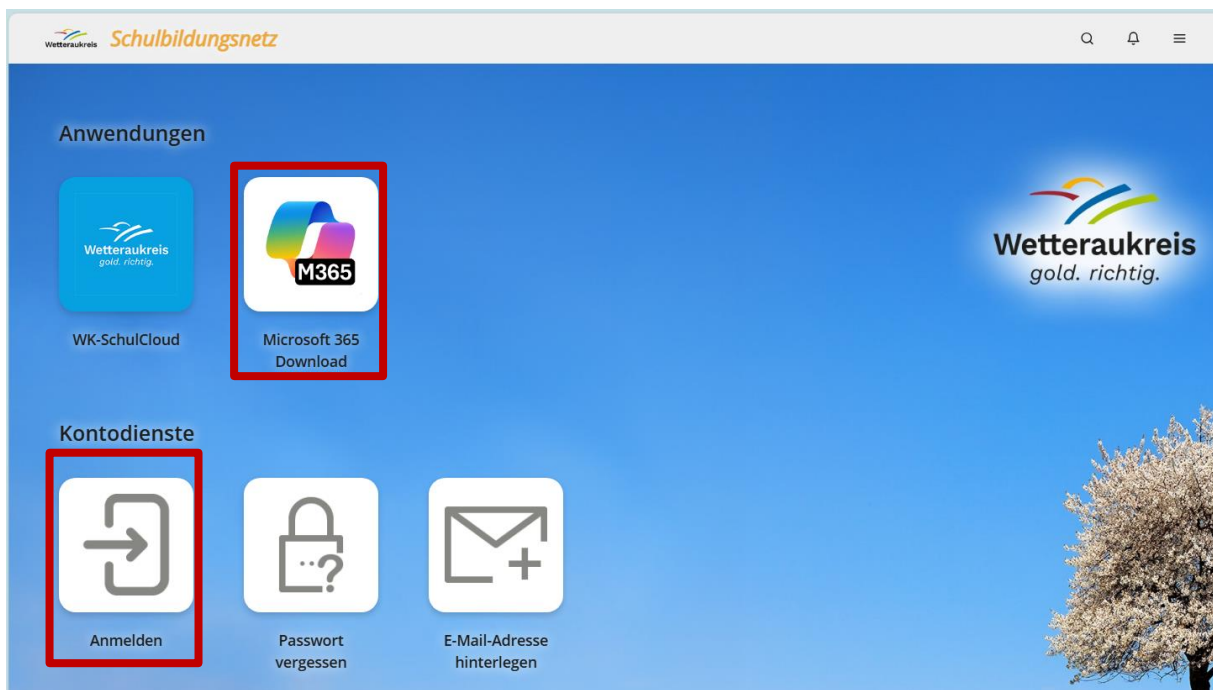 Wetteraukreis Schulbildungsnetz
Anwendungen
Wetteraukreis
gold. richtig.
M365
Wetteraukreis
gold. richtig.
WK-SchulCloud
Microsoft 365
Download
Kontodienste
Anmelden
Passwort
vergessen
E-Mail-Adresse
hinterlegen